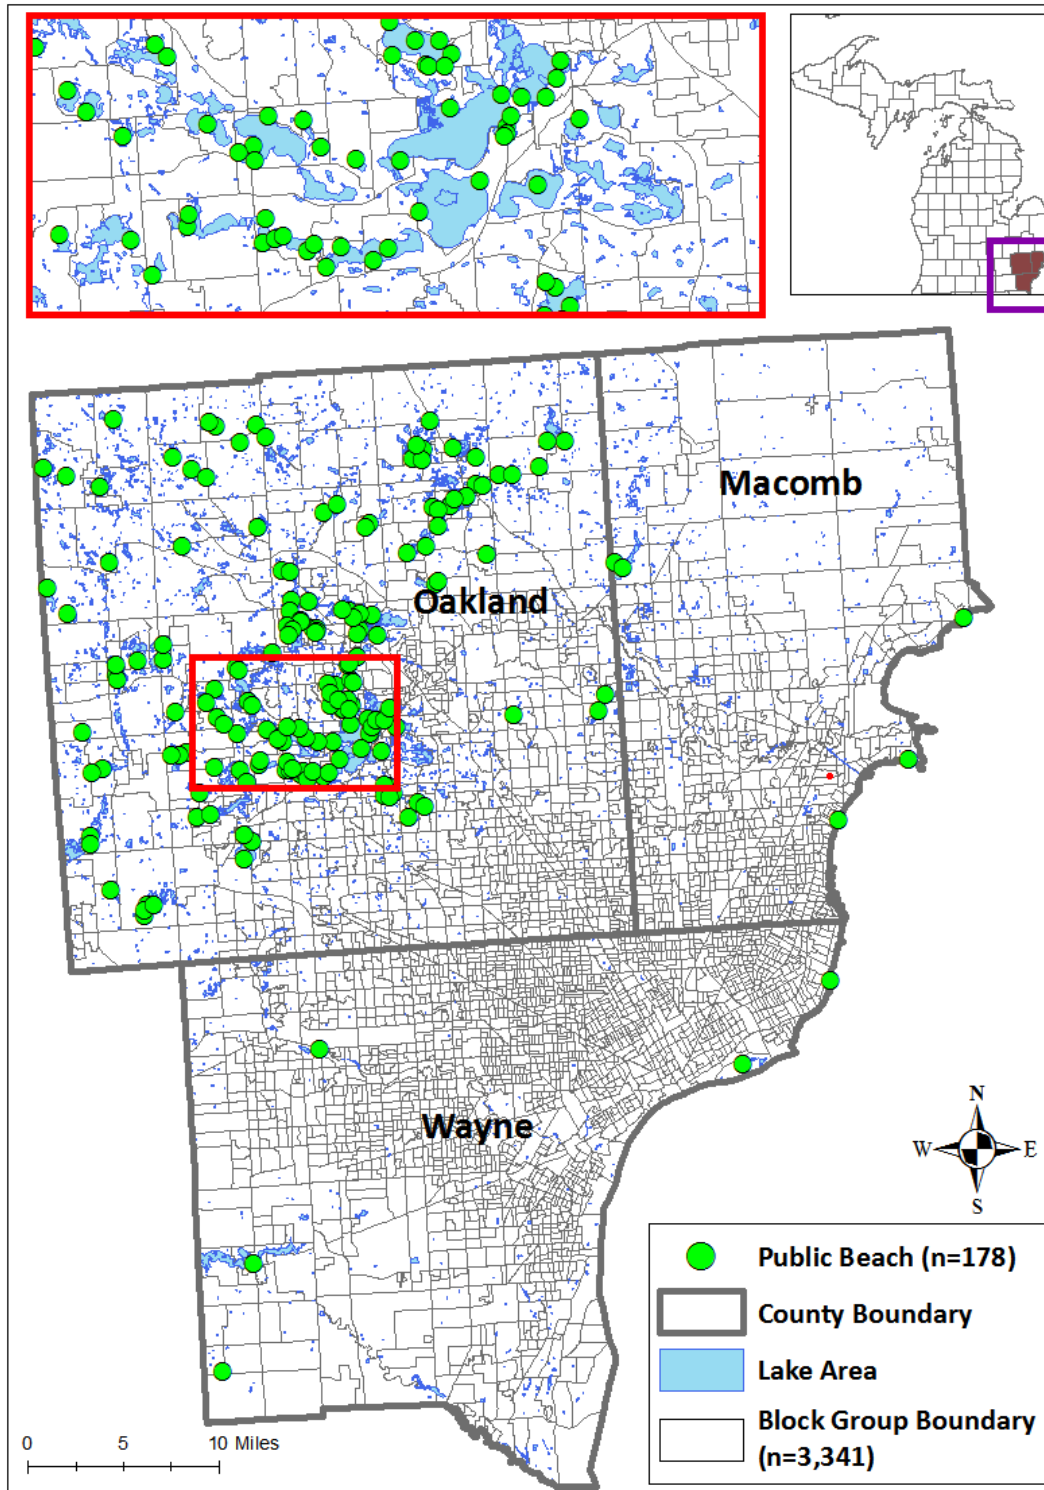 Macomb
Oakland
Wayne
N
W
E
S
Public Beach (n=178)
County Boundary
Lake Area
Block Group Boundary
(n=3,341)
0
5
10 Miles